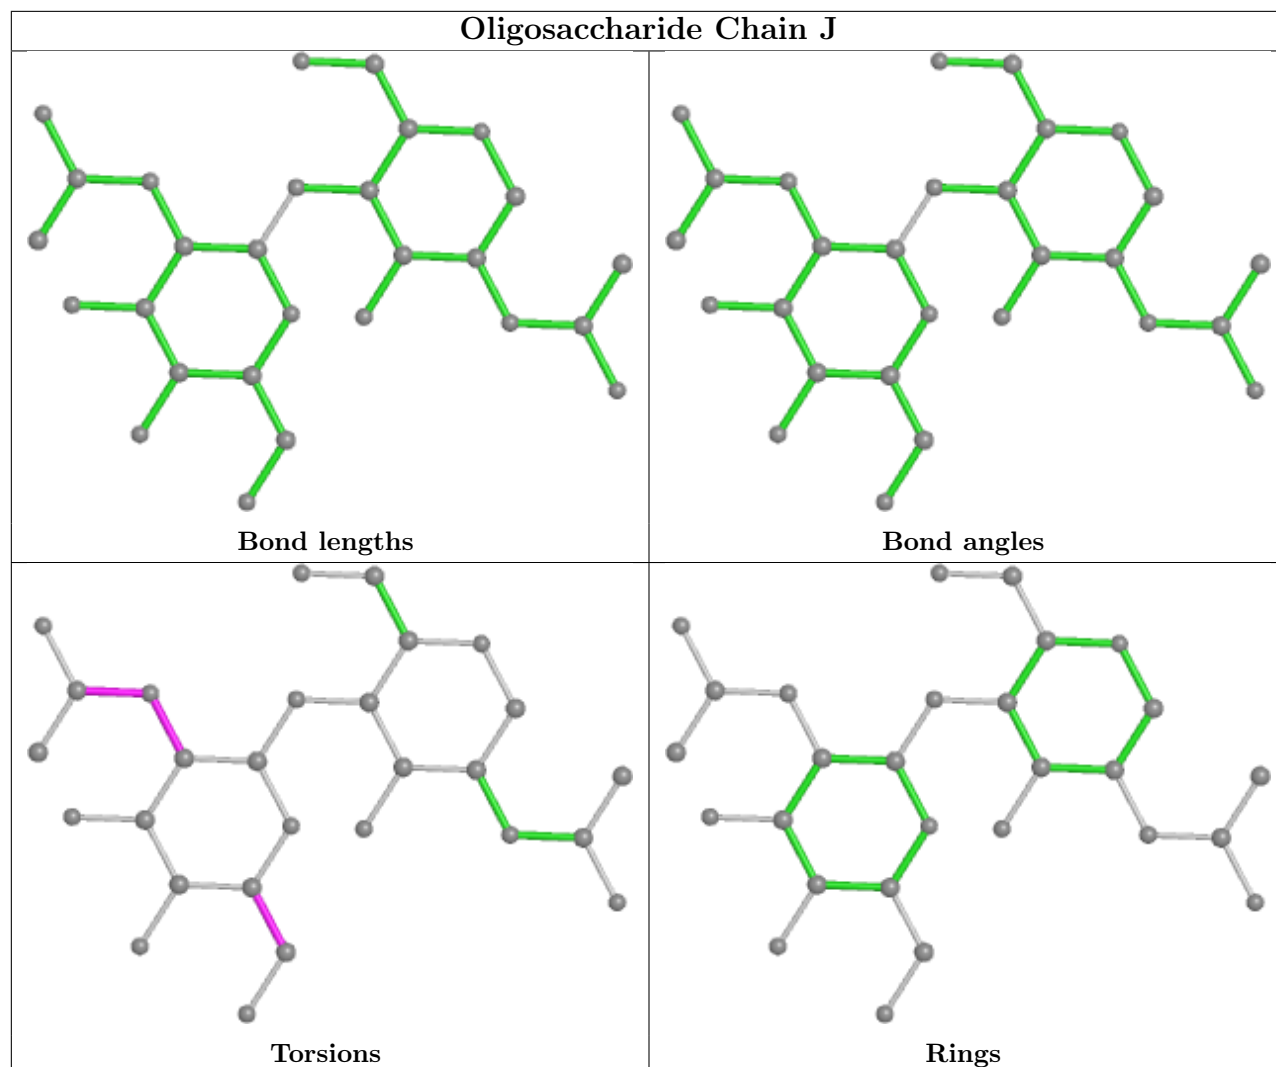 Oligosaccharide Chain J
Bond lengths
Bond angles
Torsions
Rings